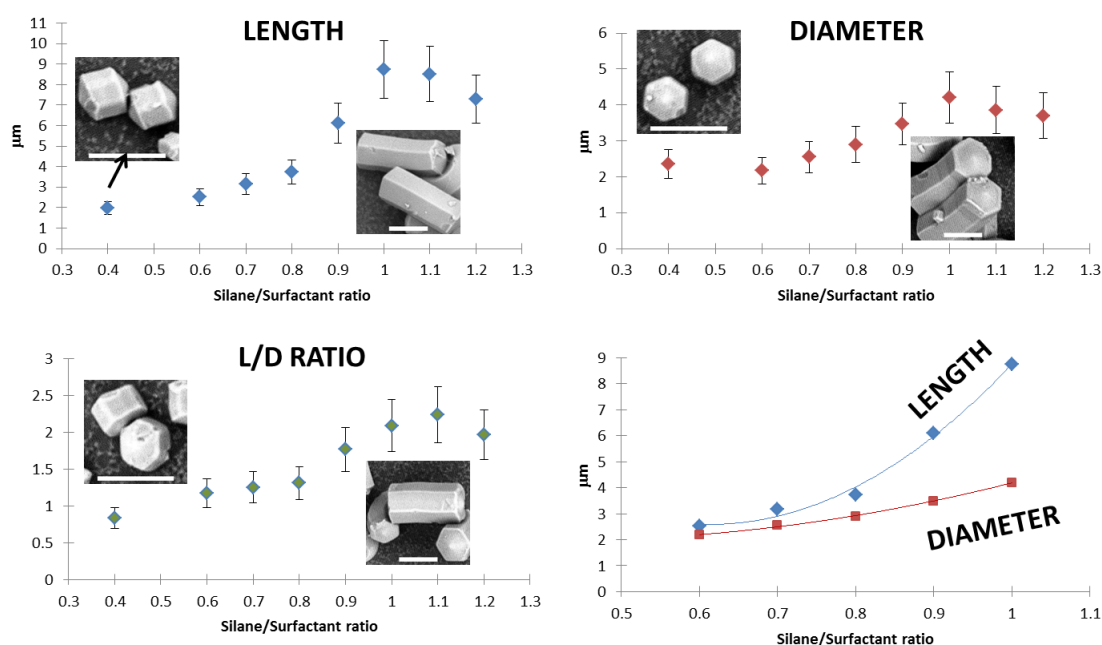 LENGTH
11
10
9
8
7
6
5
4
3
2
1
0
µm
0.3 0.4 0.5 0.6 0.7 0.8 0.9 1 1.1 1.2 1.3
Silane/Surfactant ratio
DIAMETER
6
5
4
3
2
1
0
µm
0.3 0.4 0.5 0.6 0.7 0.8 0.9 1 1.1 1.2 1.3
Silane/Surfactant ratio
L/D RATIO
3
2.5
2
1.5
1
0.5
0
0.3 0.4 0.5 0.6 0.7 0.8 0.9 1 1.1 1.2 1.3
Silane/Surfactant ratio
9
8
7
6
5
4
3
2
1
0
µm
LENGTH
DIAMETER
0.5 0.6 0.7 0.8 0.9 1 1.1
Silane/Surfactant ratio